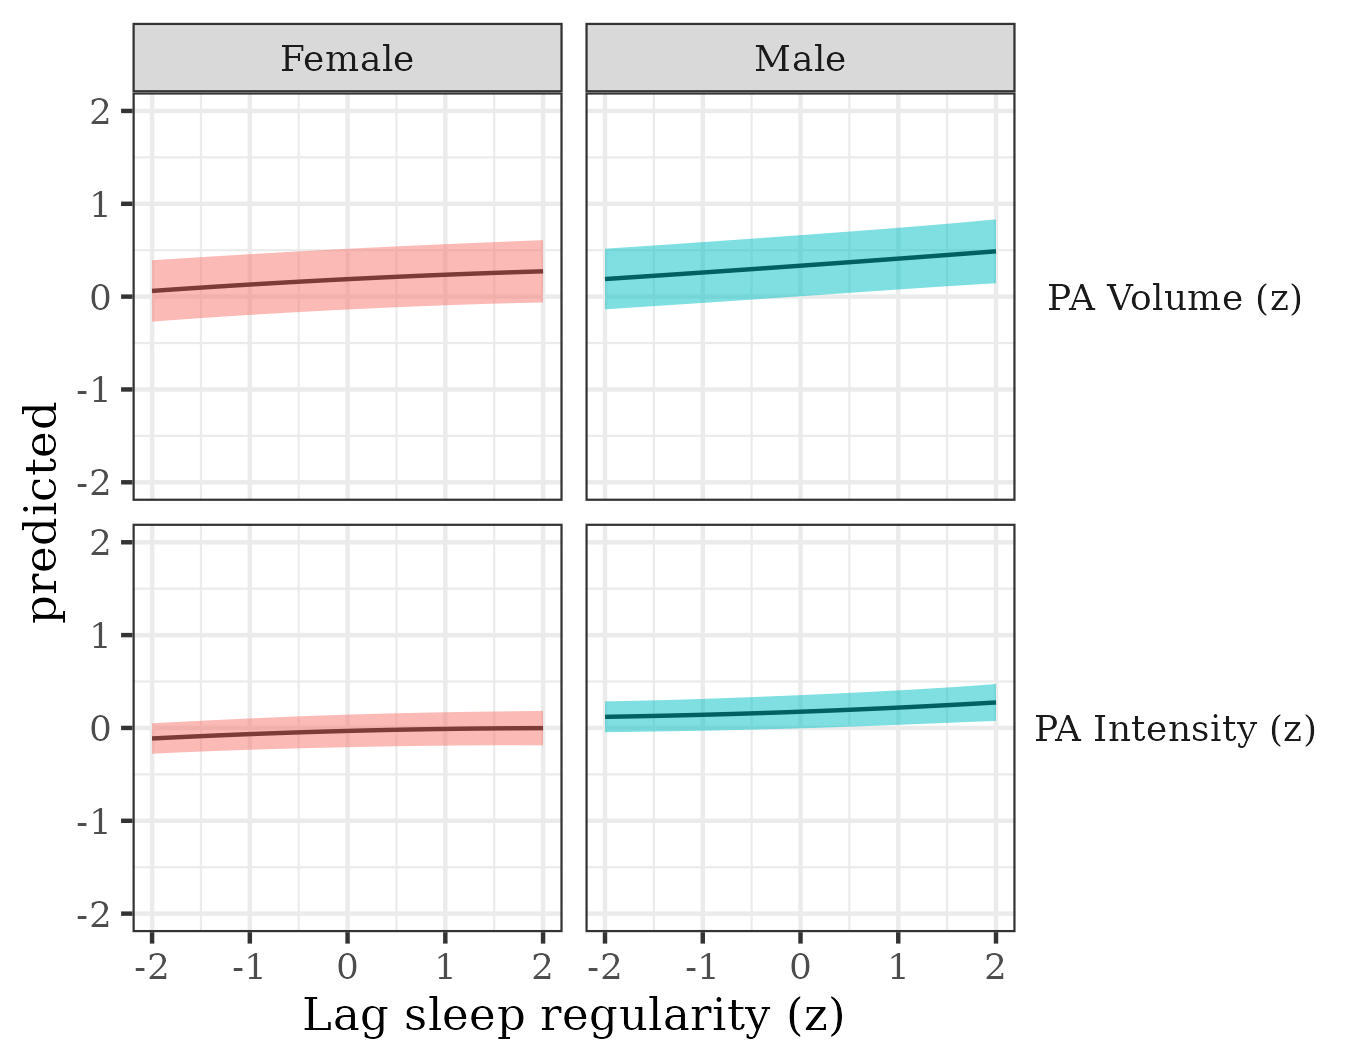 Female
Male
2
1
0
-1
-2
PA Volume (z)
predicted
2
1
0
-1
-2
PA Intensity (z)
-2 -1 0 1 2
-2 -1 0 1 2
Lag sleep regularity (z)